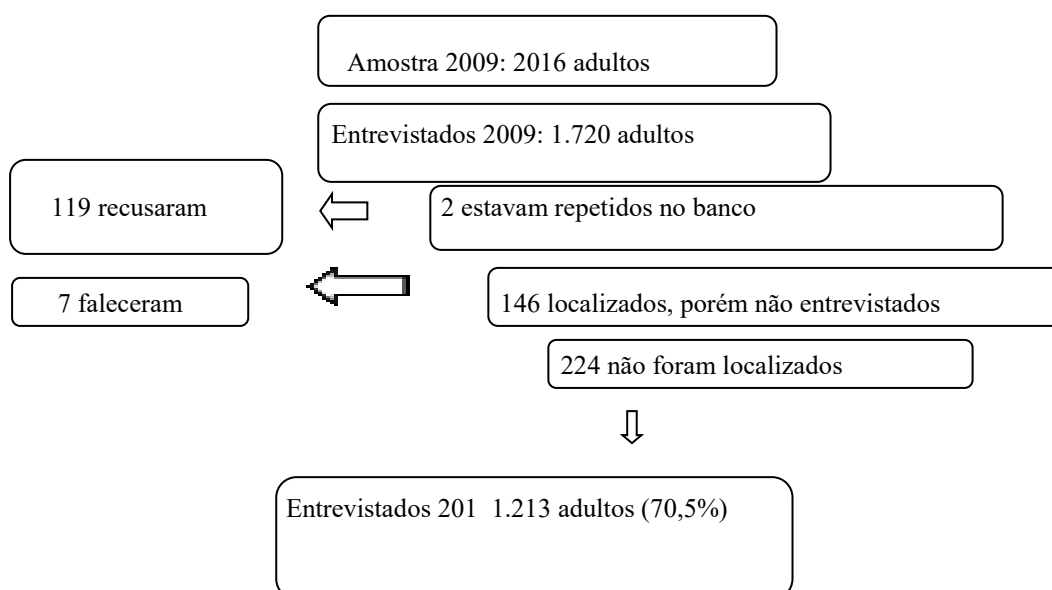 Amostra 2009: 2016 adultos
Entrevistados 2009: 1.720 adultos
119 recusaram
2 estavam repetidos no banco
7 faleceram
146 localizados, porém não entrevistados
224 não foram localizados
Entrevistados 201 1.213 adultos (70,5%)